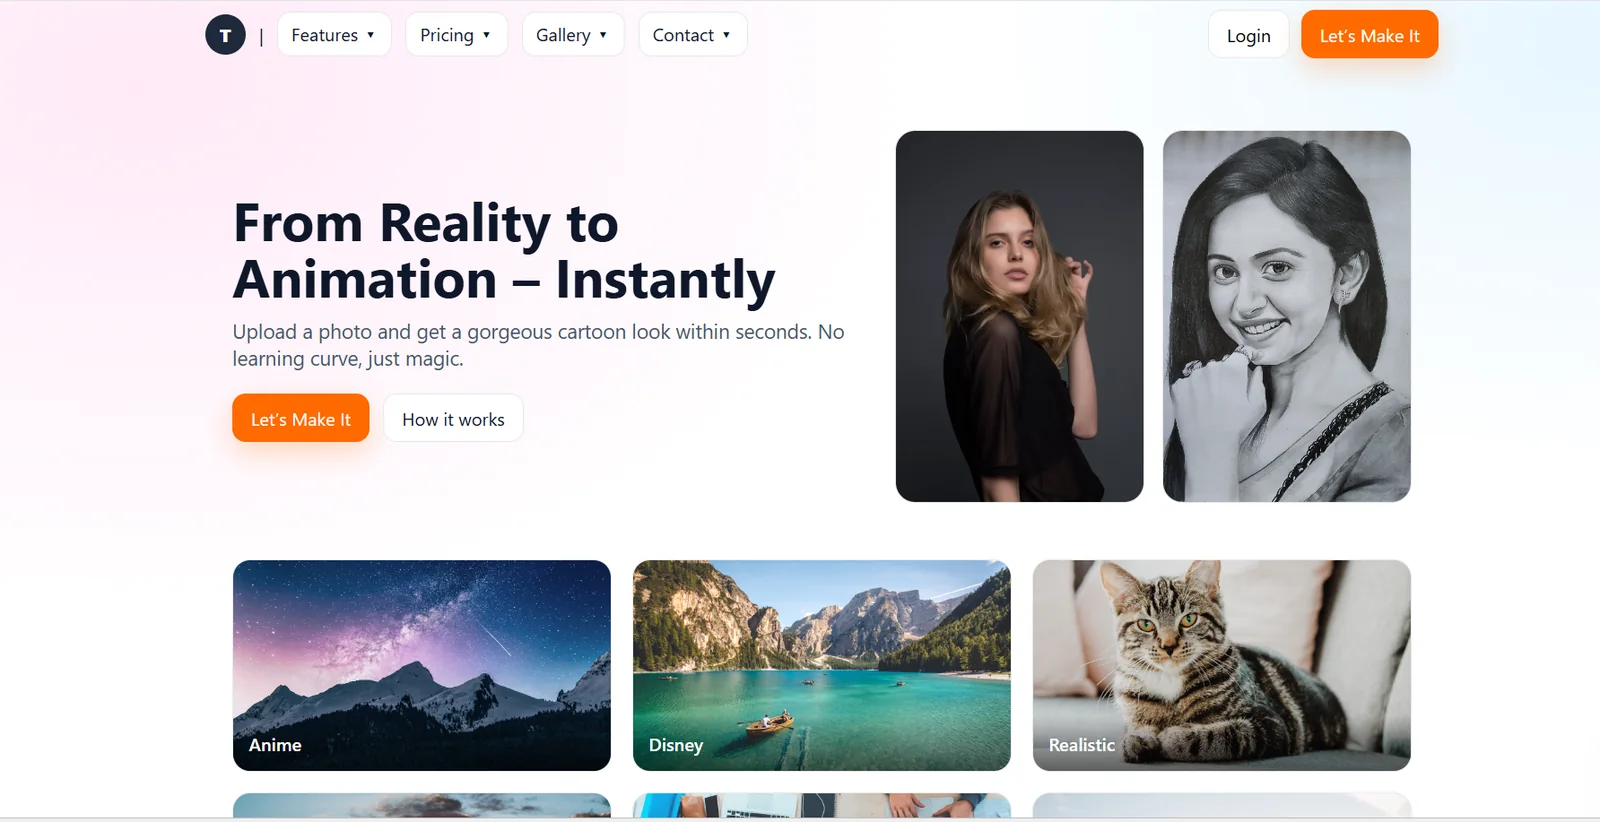 T | Features ▼ Pricing ▼ Gallery ▼ Contact ▼ Login Let's Make It
From Reality to
Animation – Instantly
Upload a photo and get a gorgeous cartoon look within seconds. No
learning curve, just magic.
Let's Make It How it works
Anime Disney Realistic